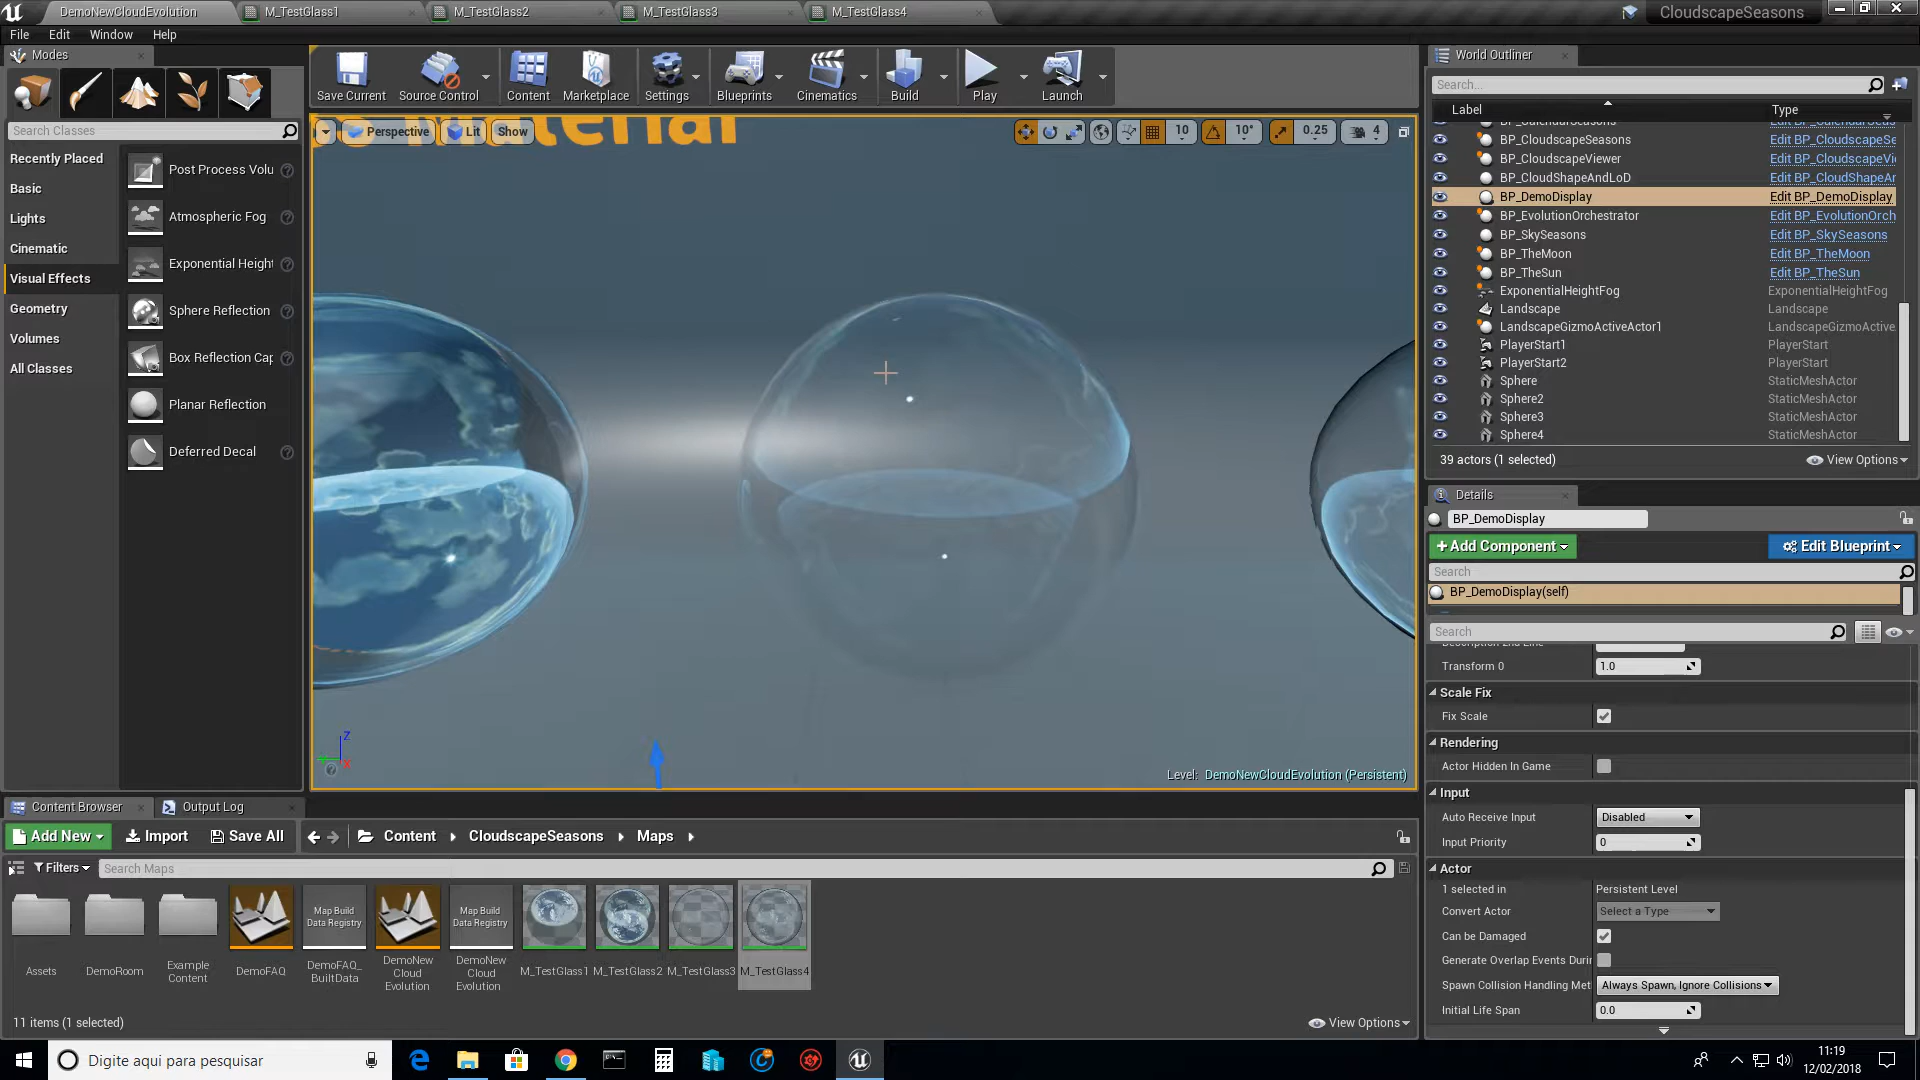 DemoNewCloudEvolution
M_TestGlass1
M_TestGlass2
M_TestGlass3
M_TestGlass4
CloudscapeSeasons
File Edit Window Help
Modes
Search Classes
Recently Placed
Basic
Lights
Cinematic
Visual Effects
Geometry
Volumes
All Classes
Post Process Volu
Atmospheric Fog
Exponential Height
Sphere Reflection
Box Reflection Cap
Planar Reflection
Deferred Decal
Save Current
Source Control
Content
Marketplace
Settings
Blueprints
Cinematics
Build
Play
Launch
Perspective
Lit
Show
10
10°
0.25
4
s Material
Level: DemoNewCloudEvolution (Persistent)
World Outliner
Search...
Label Type
BP_CloudscapeSeasons Edit BP_CloudscapeSe
BP_CloudscapeViewer Edit BP_CloudscapeVi
BP_CloudShapeAndLoD Edit BP_CloudShapeAr
BP_DemoDisplay Edit BP_DemoDisplay
BP_EvolutionOrchestrator Edit BP_EvolutionOrch
BP_SkySeasons Edit BP_SkySeasons
BP_TheMoon Edit BP_TheMoon
BP_TheSun Edit BP_TheSun
ExponentialHeightFog ExponentialHeightFog
Landscape Landscape
LandscapeGizmoActiveActor1 LandscapeGizmoActive
PlayerStart1 PlayerStart
PlayerStart2 PlayerStart
Sphere StaticMeshActor
Sphere2 StaticMeshActor
Sphere3 StaticMeshActor
Sphere4 StaticMeshActor
39 actors (1 selected) View Options
Details
BP_DemoDisplay
+Add Component Edit Blueprint
Search
BP_DemoDisplay(self)
Search
Transform 0 1.0
Scale Fix
Fix Scale
Rendering
Actor Hidden In Game
Input
Auto Receive Input Disabled
Input Priority 0
Actor
1 selected in Persistent Level
Convert Actor Select a Type
Can be Damaged
Generate Overlap Events Durin
Spawn Collision Handling Met Always Spawn, Ignore Collisions
Initial Life Span 0.0
Content Browser Output Log
Add New Import Save All Content CloudscapeSeasons Maps
Filters Search Maps
Map Build Data Registry
Map Build Data Registry
Assets
DemoRoom
Example Content
DemoFAQ
DemoFAQ_BuiltData
DemoNew Cloud Evolution
DemoNew Cloud Evolution
M_TestGlass1
M_TestGlass2
M_TestGlass3
M_TestGlass4
11 items (1 selected) View Options
Digite aqui para pesquisar
11:19
12/02/2018